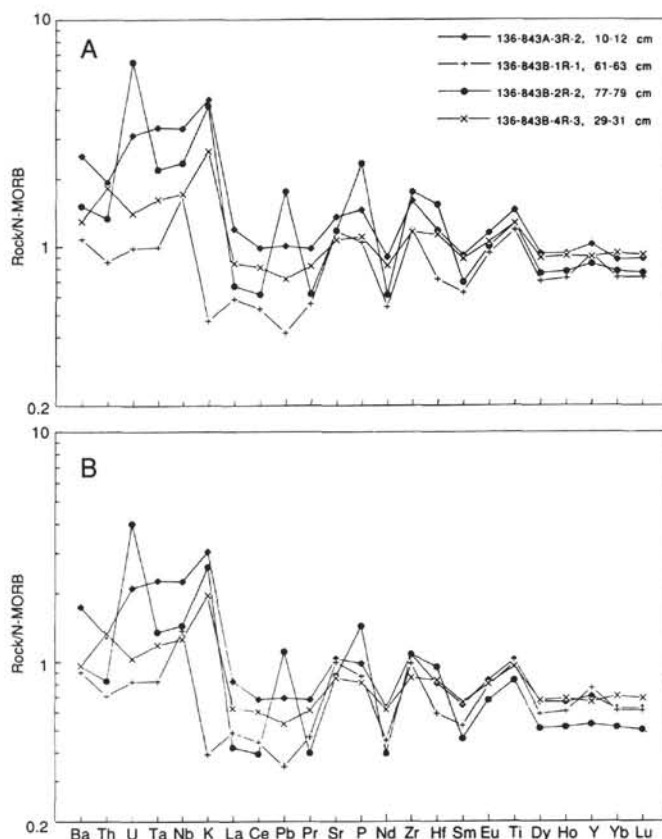 10
A
136-843A-3R-2, 10-12 cm
136-843B-1R-1, 61-63 cm
136-843B-2R-2, 77-79 cm
136-843B-4R-3, 29-31 cm
Rock/N-MORB
1
0.2
10
B
Rock/N-MORB
1
0.2
Ba Th U Ta Nb K La Ce Pb Pr Sr P Nd Zr Hf Sm Eu Ti Dy Ho Y Yb Lu